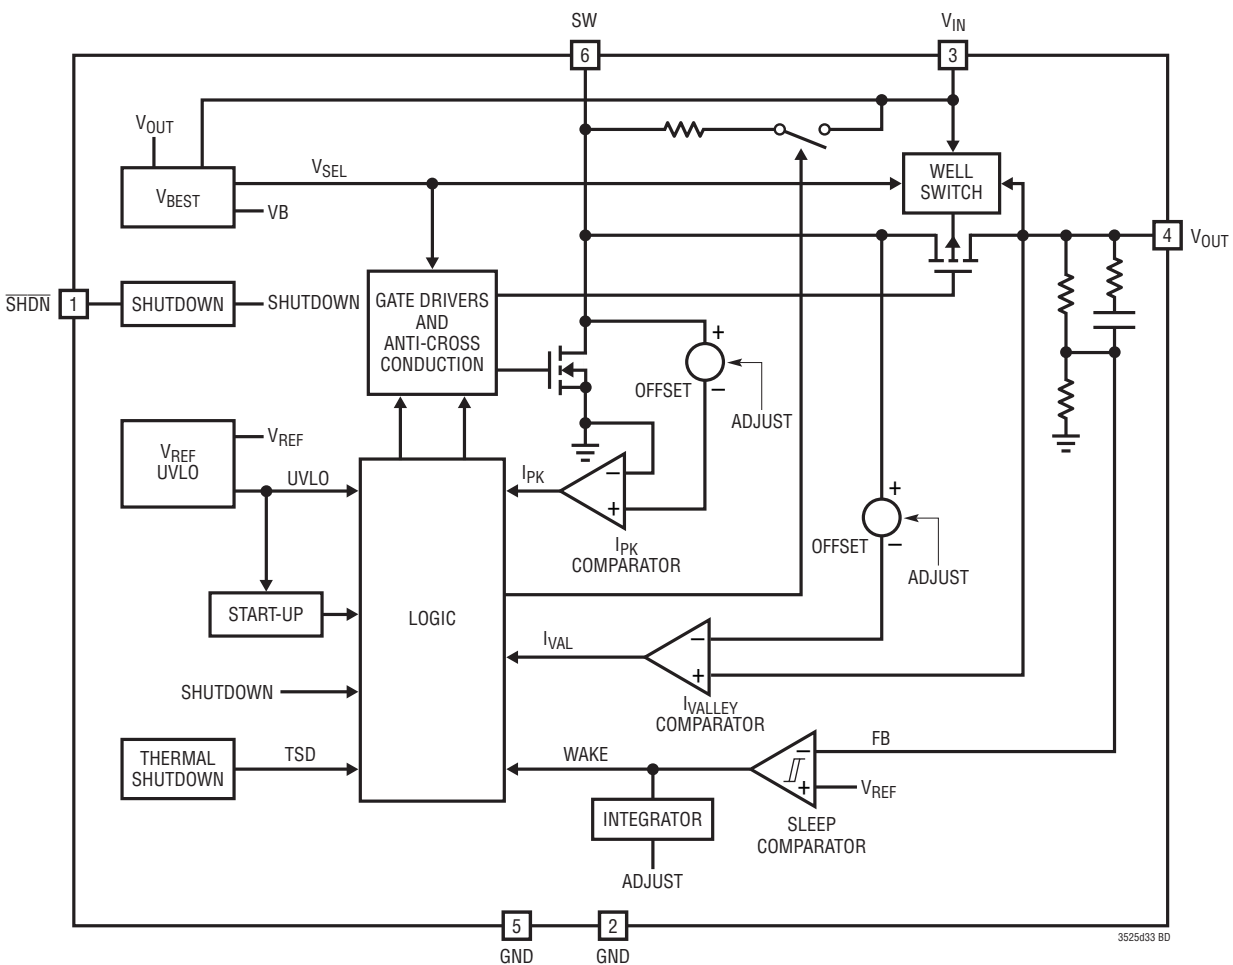 SW
VIN
6
3
VOUT
VBEST
VSEL
VB
WELL
SWITCH
4
VOUT
SHDN
1
SHUTDOWN
SHUTDOWN
GATE DRIVERS
AND
ANTI-CROSS
CONDUCTION
+
OFFSET
–
ADJUST
VREF
UVLO
VREF
UVLO
IPK
–
+
IPK
COMPARATOR
+
OFFSET
–
ADJUST
START-UP
LOGIC
IVAL
–
+
IVALLEY
COMPARATOR
SHUTDOWN
THERMAL
SHUTDOWN
TSD
WAKE
–
+
FB
VREF
SLEEP
COMPARATOR
INTEGRATOR
ADJUST
5
2
GND
GND
3525d33 BD